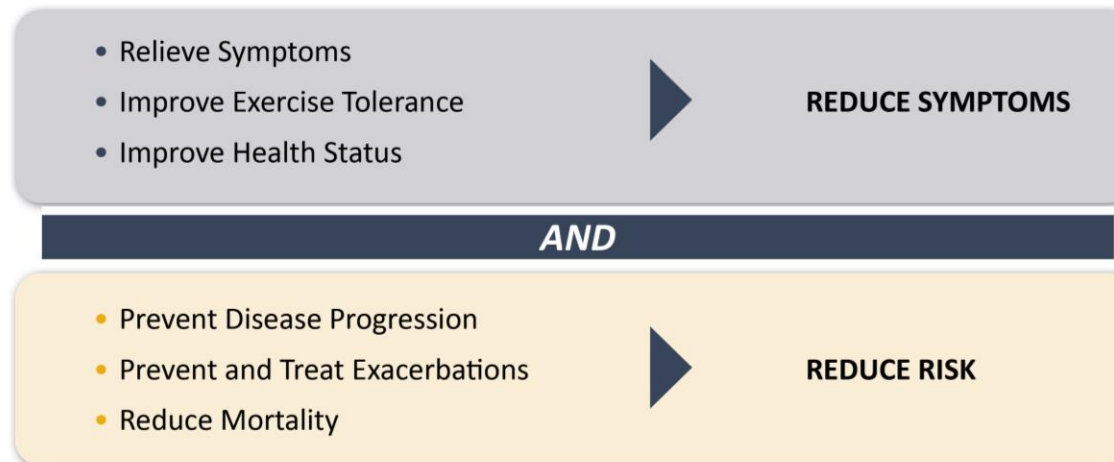 • Relieve Symptoms
• Improve Exercise Tolerance
• Improve Health Status
REDUCE SYMPTOMS
AND
• Prevent Disease Progression
• Prevent and Treat Exacerbations
• Reduce Mortality
REDUCE RISK